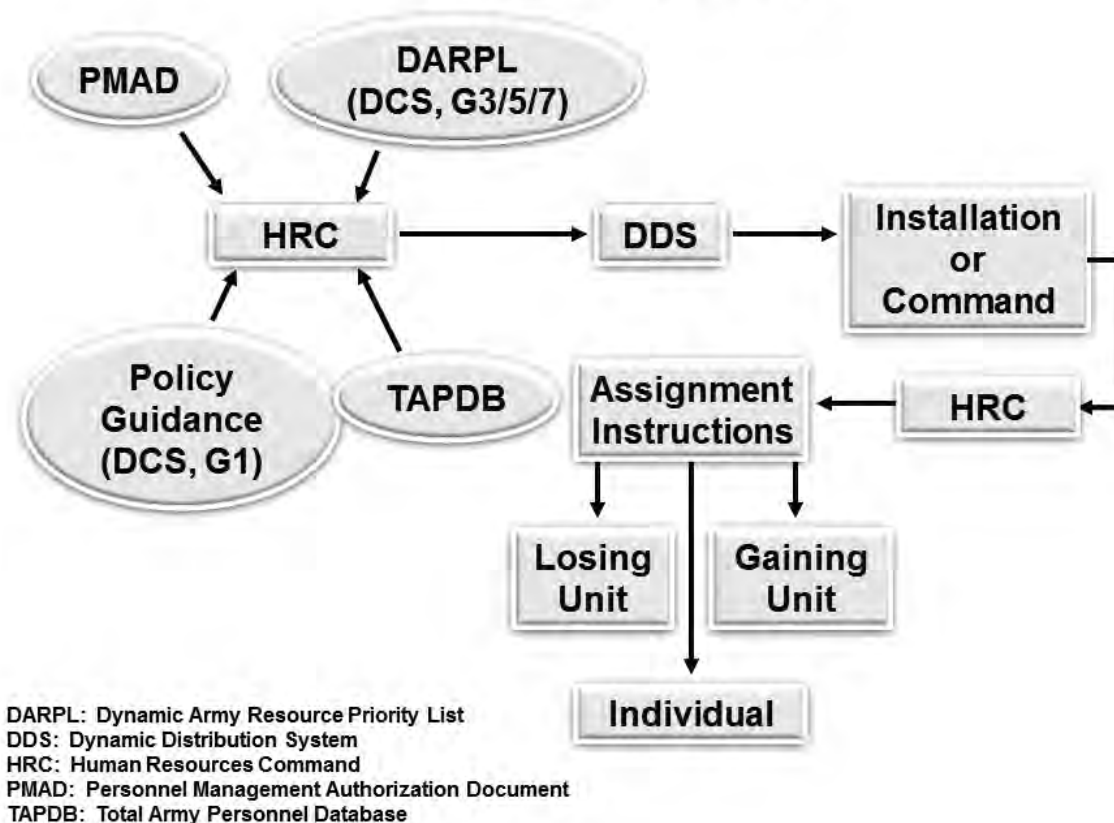 PMAD
DARPL
(DCS, G3/5/7)
HRC
DDS
Installation
or
Command
Policy
Guidance
(DCS, G1)
TAPDB
Assignment
Instructions
HRC
Losing
Unit
Gaining
Unit
Individual
DARPL: Dynamic Army Resource Priority List
DDS: Dynamic Distribution System
HRC: Human Resources Command
PMAD: Personnel Management Authorization Document
TAPDB: Total Army Personnel Database